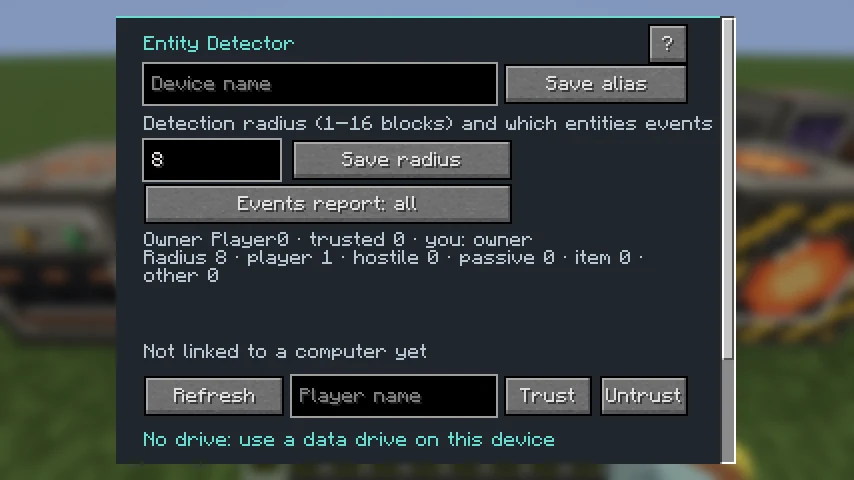 Entity Detector
?
Device name
Save alias
Detection radius (1–16 blocks) and which entities events
8
Save radius
Events report: all
Owner Player0 · trusted 0 · you: owner
Radius 8 · player 1 · hostile 0 · passive 0 · item 0 ·
other 0
Not linked to a computer yet
Refresh
Player name
Trust
Untrust
No drive: use a data drive on this device